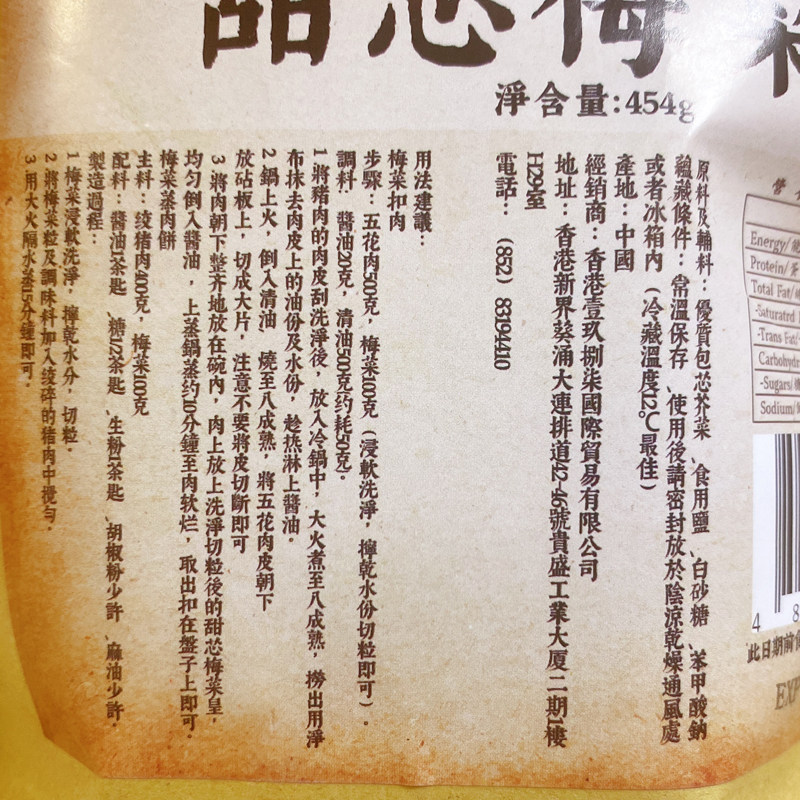 甜芯梅菜
淨含量:454g
原料及輔料：優質包芯芥菜、食用鹽、白砂糖、苯甲酸鈉
蘊藏條件：常溫保存、使用後請密封放於陰涼乾燥通風處
或者冰箱內（冷藏溫度12℃最佳）
產地：中國
經銷商：香港壹玖捌柒國際貿易有限公司
地址：香港新界葵涌大連排道42-46號貴盛工業大厦二期1樓
H29室
電話：（852）83194410
用法建議：
梅菜扣肉
步驟：五花肉500克，梅菜100克（浸軟洗淨，擰乾水份切粒即可）。
調料：醬油20克，清油500克(约耗50克)。
1 將豬肉的肉皮刮洗淨後，放入冷鍋中，大火煮至八成熟，撈出用淨
布抹去肉皮上的油份及水份，趁热淋上醬油。
2 鍋上火，倒入清油，燒至八成熟，將五花肉皮朝下
放砧板上，切成大片，注意不要將皮切斷即可
3 將肉朝下整齊地放在碗內，肉上放上洗淨切粒後的甜芯梅菜皇，
均匀倒入醬油，上蒸鍋蒸约10分鐘至肉软烂，取出扣在盤子上即可.
梅菜蒸肉餅
主料：绞猪肉400克，梅菜100克
配料：醬油1茶匙、糖1/2茶匙、生粉1茶匙、胡椒粉少許、麻油少許.
製造過程：
1 梅菜浸軟洗淨，擰乾水分，切粒.
2 將梅菜粒及調味料加入绞碎的猪肉中攪勻.
3 用大火隔水蒸15分鐘即可.
Energy/
Protein/
Total Fat/
-Saturated
-Trans Fat/
Carbohydr
-Sugars/
Sodium/
4 8
此日期前
EXP